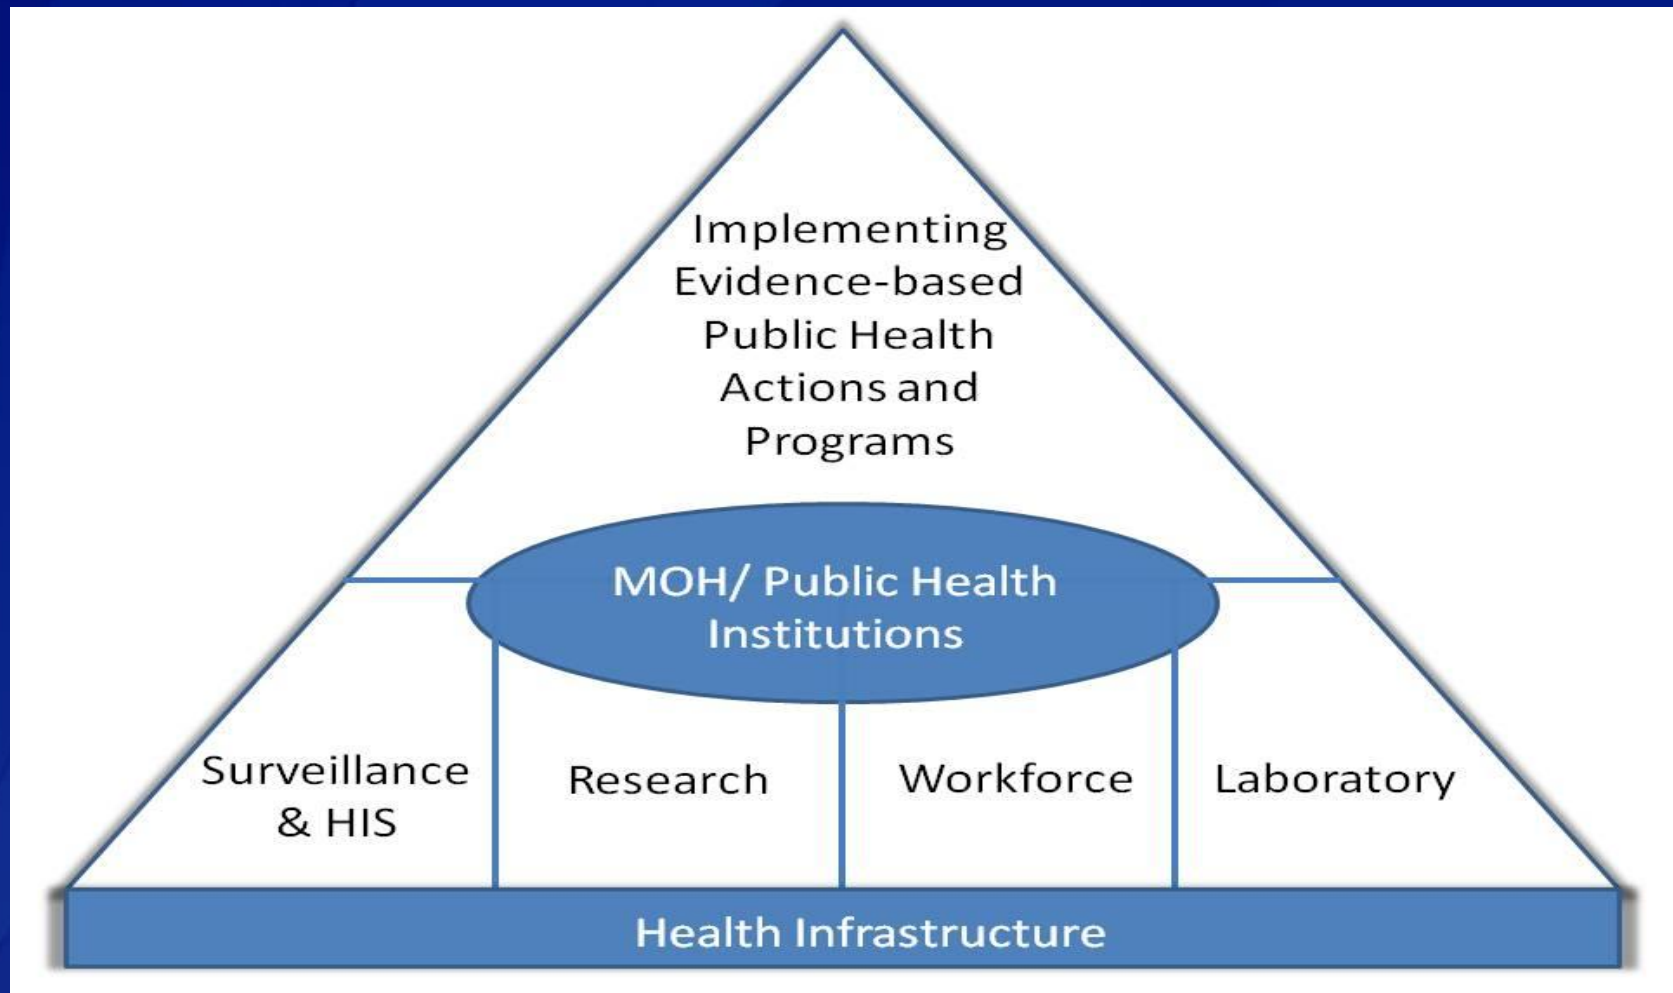 Implementing
Evidence-based
Public Health
Actions and
Programs
MOH/ Public Health
Institutions
Surveillance
& HIS
Research
Workforce
Laboratory
Health Infrastructure